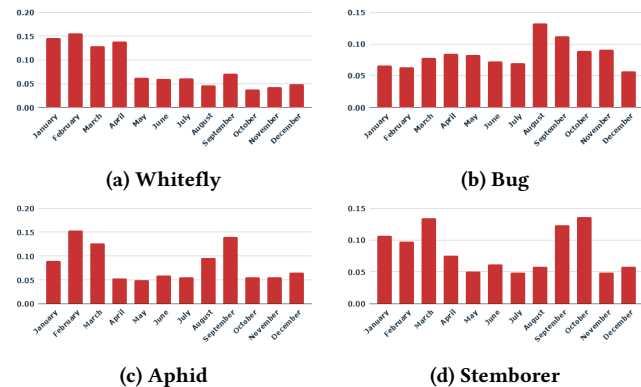 0.20
0.15
0.10
0.05
0.00
January February March April May June July August September October November December
(a) Whitefly
0.15
0.10
0.05
0.00
January February March April May June July August September October November December
(b) Bug
0.20
0.15
0.10
0.05
0.00
January February March April May June July August September October November December
(c) Aphid
0.15
0.10
0.05
0.00
January February March April May June July August September October November December
(d) Stemborer